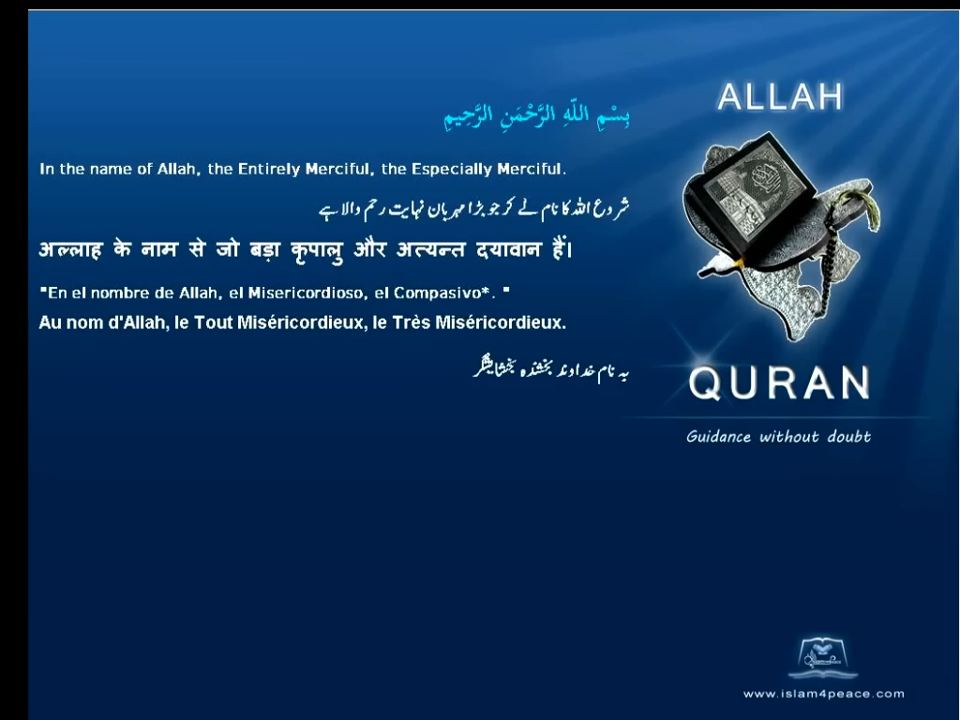 بِسْمِ اللّهِ الرَّحْمَنِ الرَّحِيمِ
In the name of Allah, the Entirely Merciful, the Especially Merciful.
شروع الله کا نام لے کر جو بڑا مہربان نہایت رحم والا ہے
अल्लाह के नाम से जो बड़ा कृपालु और अत्यन्त दयावान हैं।
"En el nombre de Allah, el Misericordioso, el Compasivo*. "
Au nom d'Allah, le Tout Miséricordieux, le Très Miséricordieux.
به نام خداوند بخشنده بخشایشگر
ALLAH
QURAN
Guidance without doubt
www.islam4peace.com